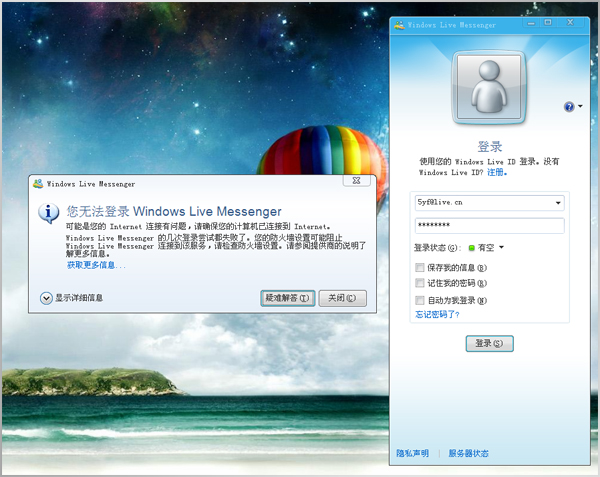 Windows Live Messenger
登录
使用您的 Windows Live ID 登录。没有
Windows Live ID? 注册。
5yf@live.cn
********
登录状态(G): 有空
保存我的信息(R)
记住我的密码(R)
自动为我登录(N)
忘记密码了?
登录(S)
隐私声明 | 服务器状态
Windows Live Messenger
您无法登录 Windows Live Messenger
可能是您的 Internet 连接有问题,请确保您的计算机已连接到 Internet。
Windows Live Messenger 的几次登录尝试都失败了。您的防火墙设置可能阻止
Windows Live Messenger 连接到该服务,请检查防火墙设置。请参阅提供商的说明了
解更多信息。
获取更多信息...
显示详细信息
疑难解答(T)
关闭(C)